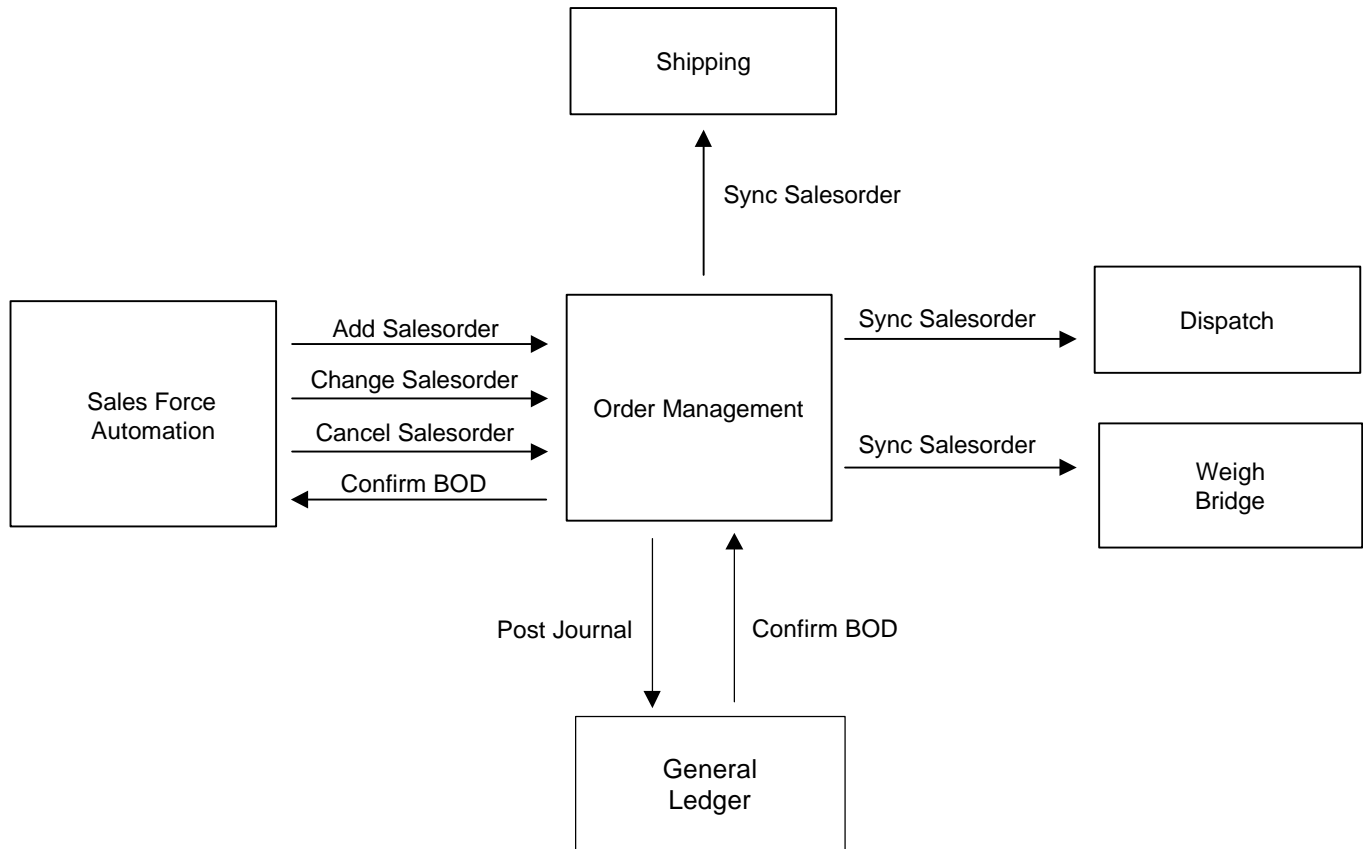 Shipping
Sync Salesorder
Add Salesorder
Change Salesorder
Cancel Salesorder
Confirm BOD
Sales Force
Automation
Order Management
Sync Salesorder
Dispatch
Sync Salesorder
Weigh
Bridge
Post Journal
Confirm BOD
General
Ledger